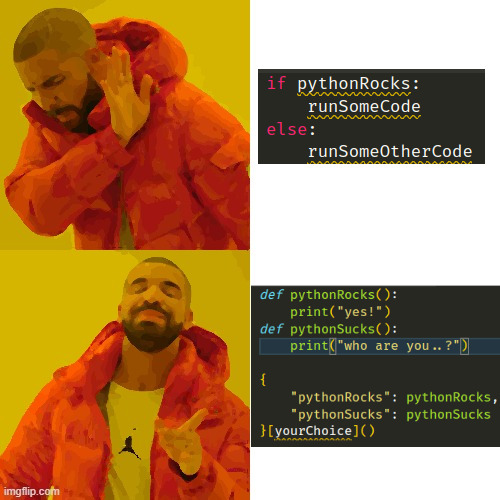 if pythonRocks:
    runSomeCode
else:
    runSomeOtherCode
def pythonRocks():
    print("yes!")
def pythonSucks():
    print("who are you..?")
{
    "pythonRocks": pythonRocks,
    "pythonSucks": pythonSucks
}[yourChoice]()
imgflip.com